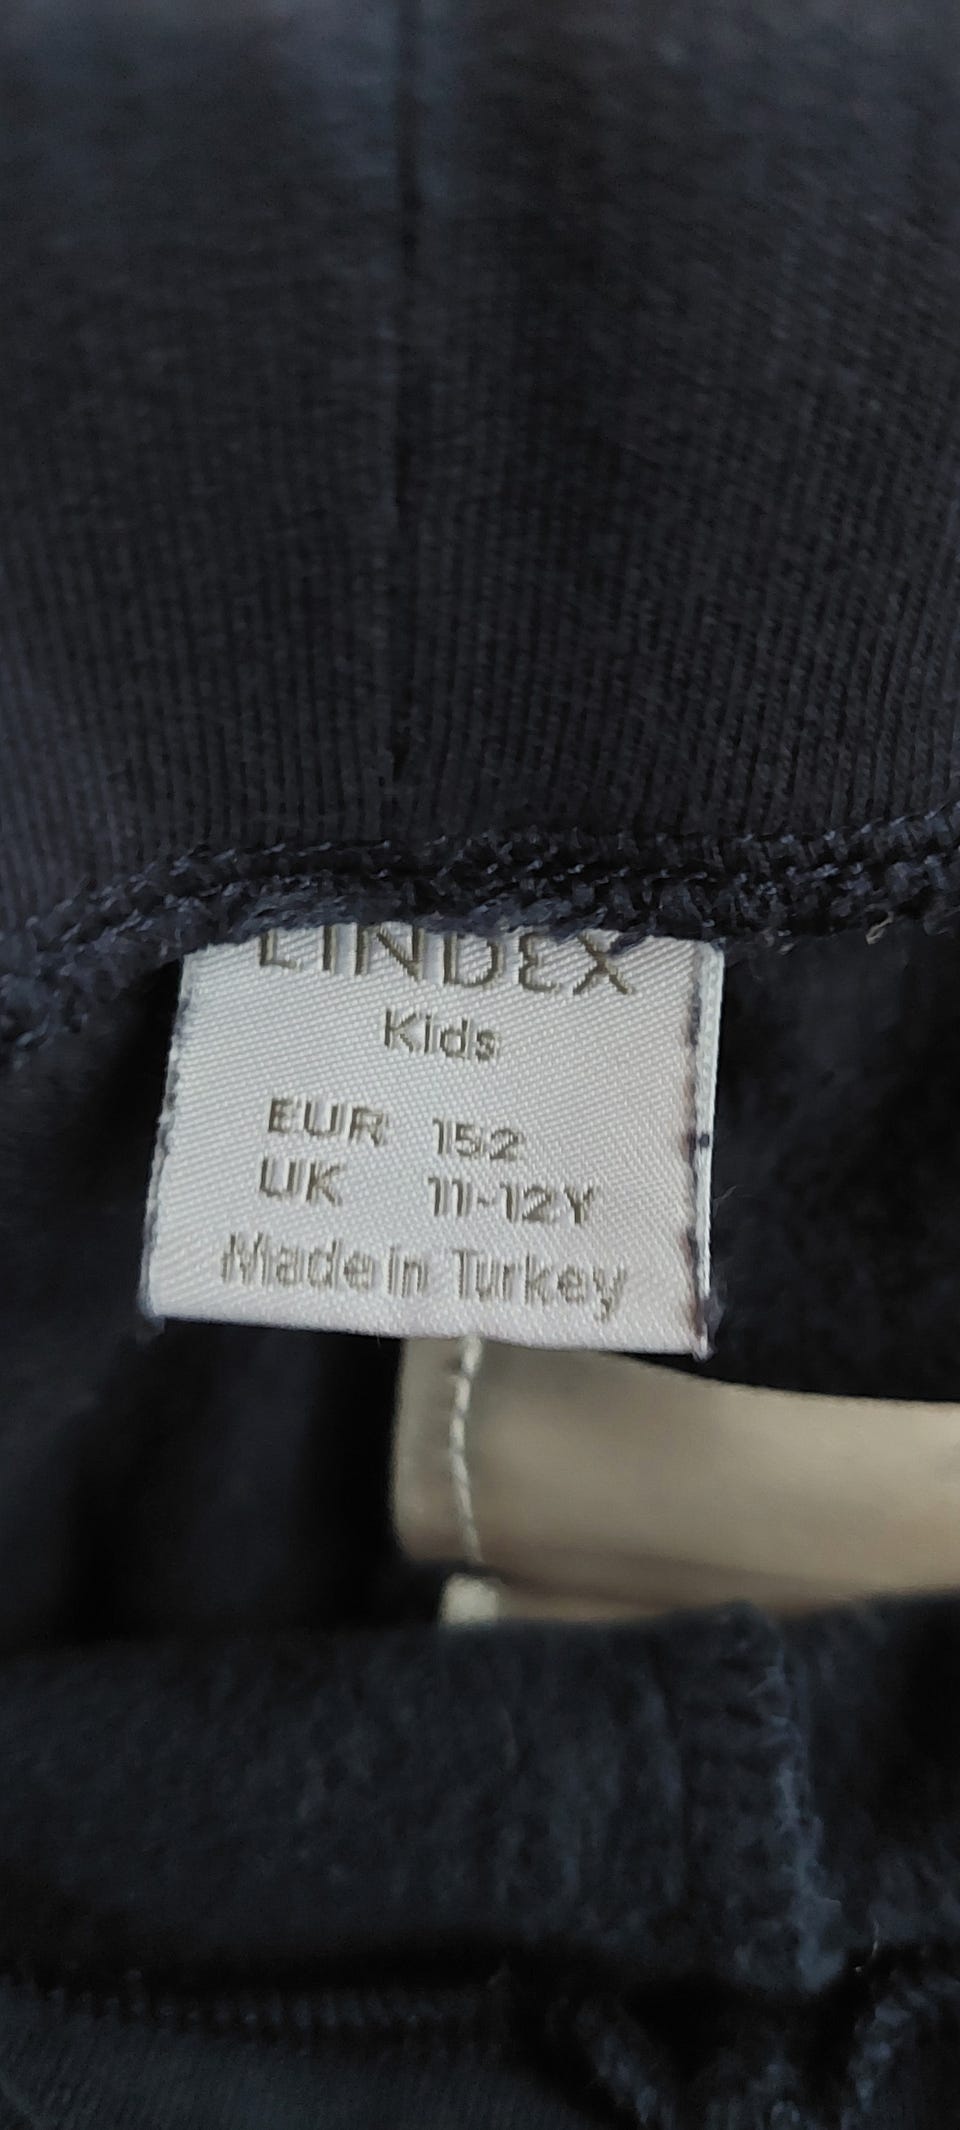 LINDEX
Kids
EUR 152
UK 11-12Y
Made in Turkey